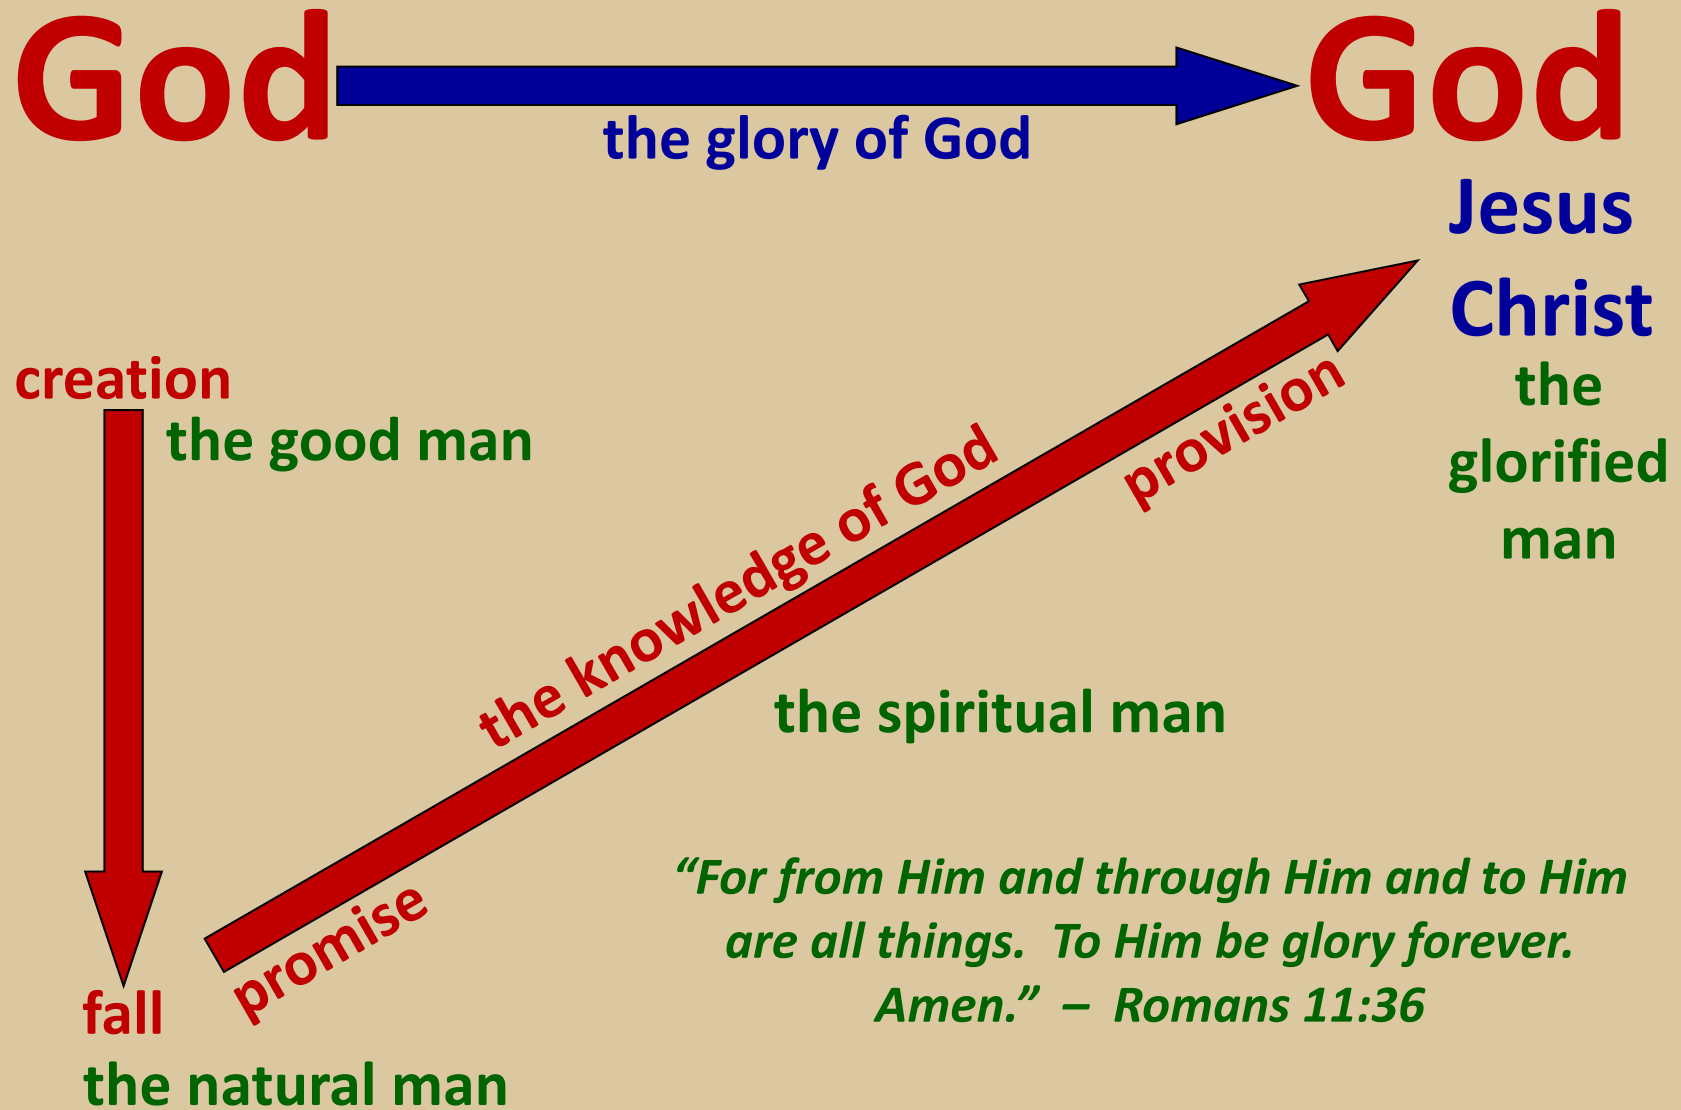 God God
the glory of God
Jesus
Christ
the
glorified
man
creation
the good man
the knowledge of God
provision
the spiritual man
promise
fall
the natural man
“For from Him and through Him and to Him
are all things.  To Him be glory forever.
Amen.”  –  Romans 11:36